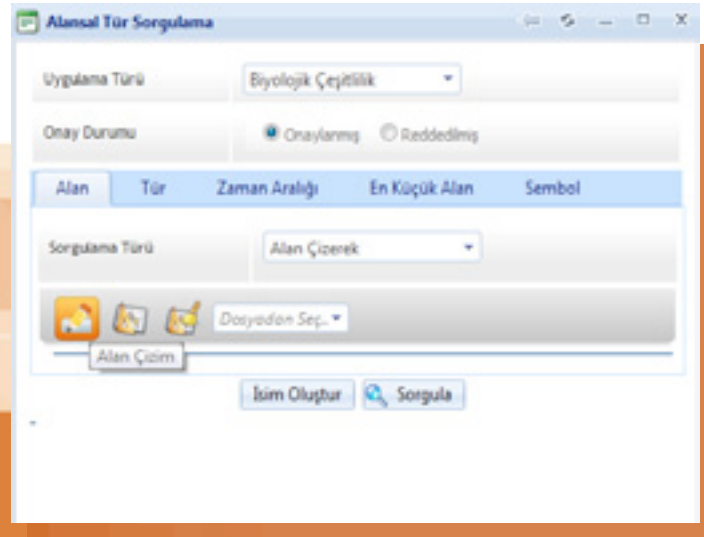 Alansal Tür Sorgulama
Uygulama Türü Biyolojik Çeşitlilik
Onay Durumu Onaylanmış Reddedilmiş
Alan Tür Zaman Aralığı En Küçük Alan Sembol
Sorgulama Türü Alan Çizerek
Dosyadan Seç..
Alan Çizim
İsim Oluştur Sorgula